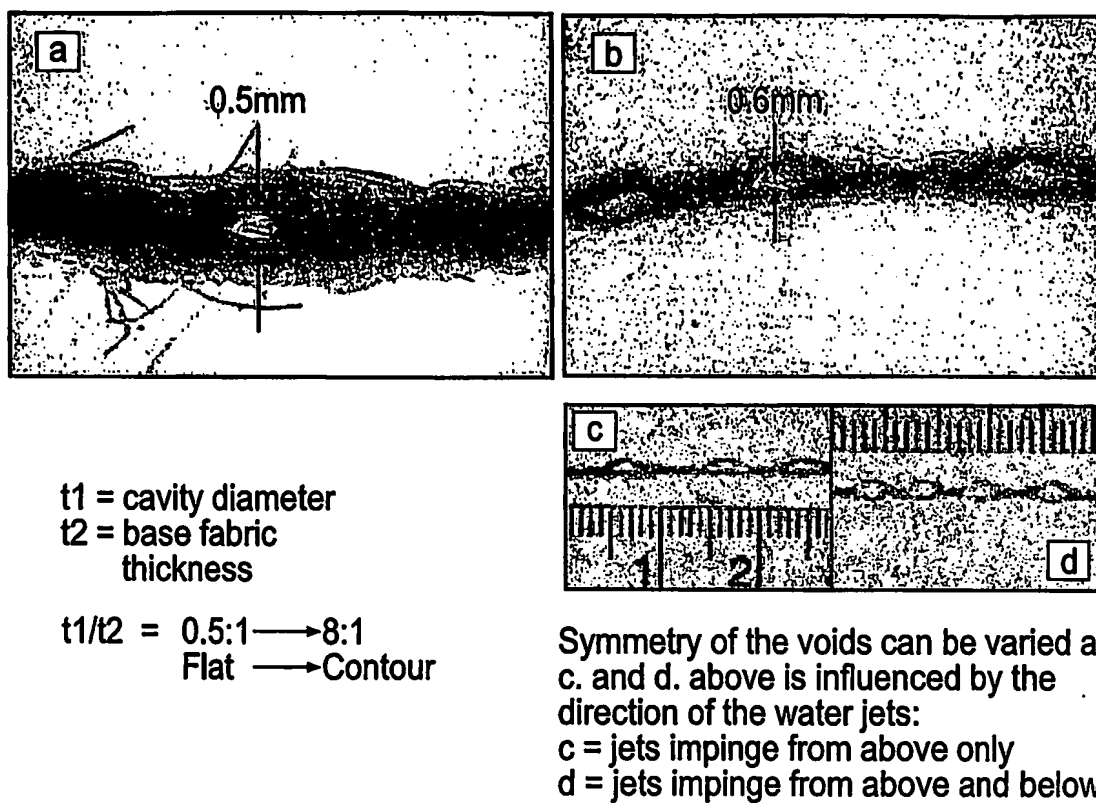 a
0.5mm
b
0.6mm
c
1
2
d
t1 = cavity diameter
t2 = base fabric
thickness
t1/t2 = 0.5:1→8:1
Flat →Contour
Symmetry of the voids can be varied a
c. and d. above is influenced by the
direction of the water jets:
c = jets impinge from above only
d = jets impinge from above and below